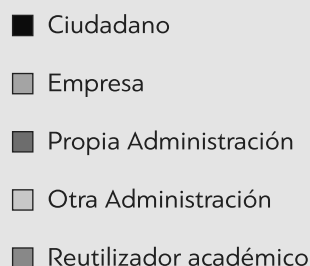 Ciudadano
Empresa
Propia Administración
Otra Administración
Reutilizador académico